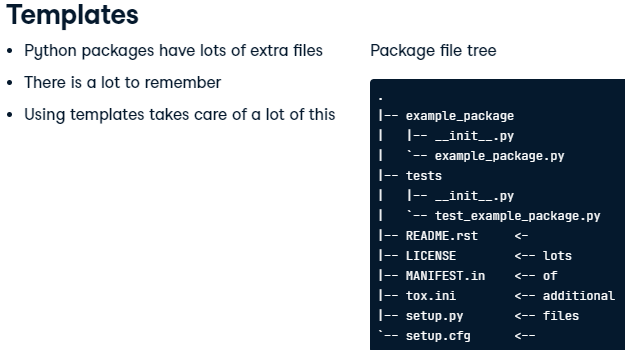 Templates
• Python packages have lots of extra files
• There is a lot to remember
• Using templates takes care of a lot of this
Package file tree
.
|-- example_package
|   |-- __init__.py
|   `-- example_package.py
|-- tests
|   |-- __init__.py
|   `-- test_example_package.py
|-- README.rst     <-
|-- LICENSE        <-- lots
|-- MANIFEST.in    <-- of
|-- tox.ini        <-- additional
|-- setup.py       <-- files
`-- setup.cfg      <--